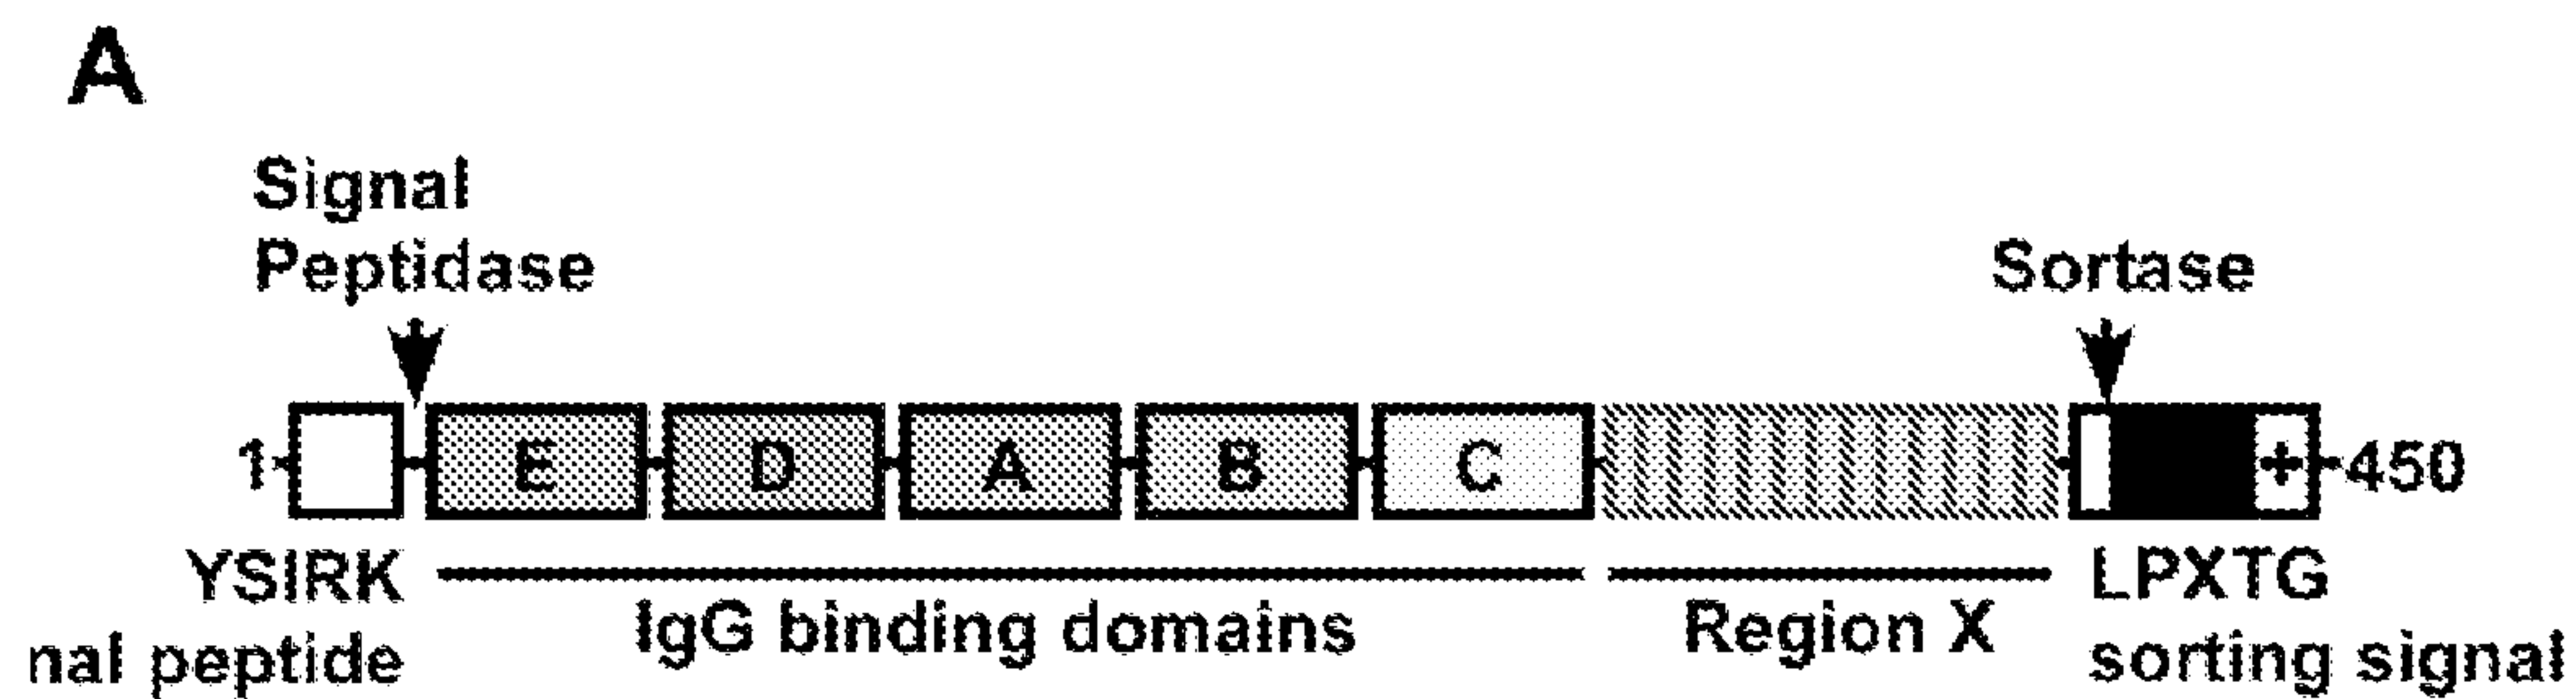 A
Signal
Peptidase
Sortase
1 E D A B C + 450
YSIRK
nal peptide
IgG binding domains
Region X
LPXTG
sorting signal